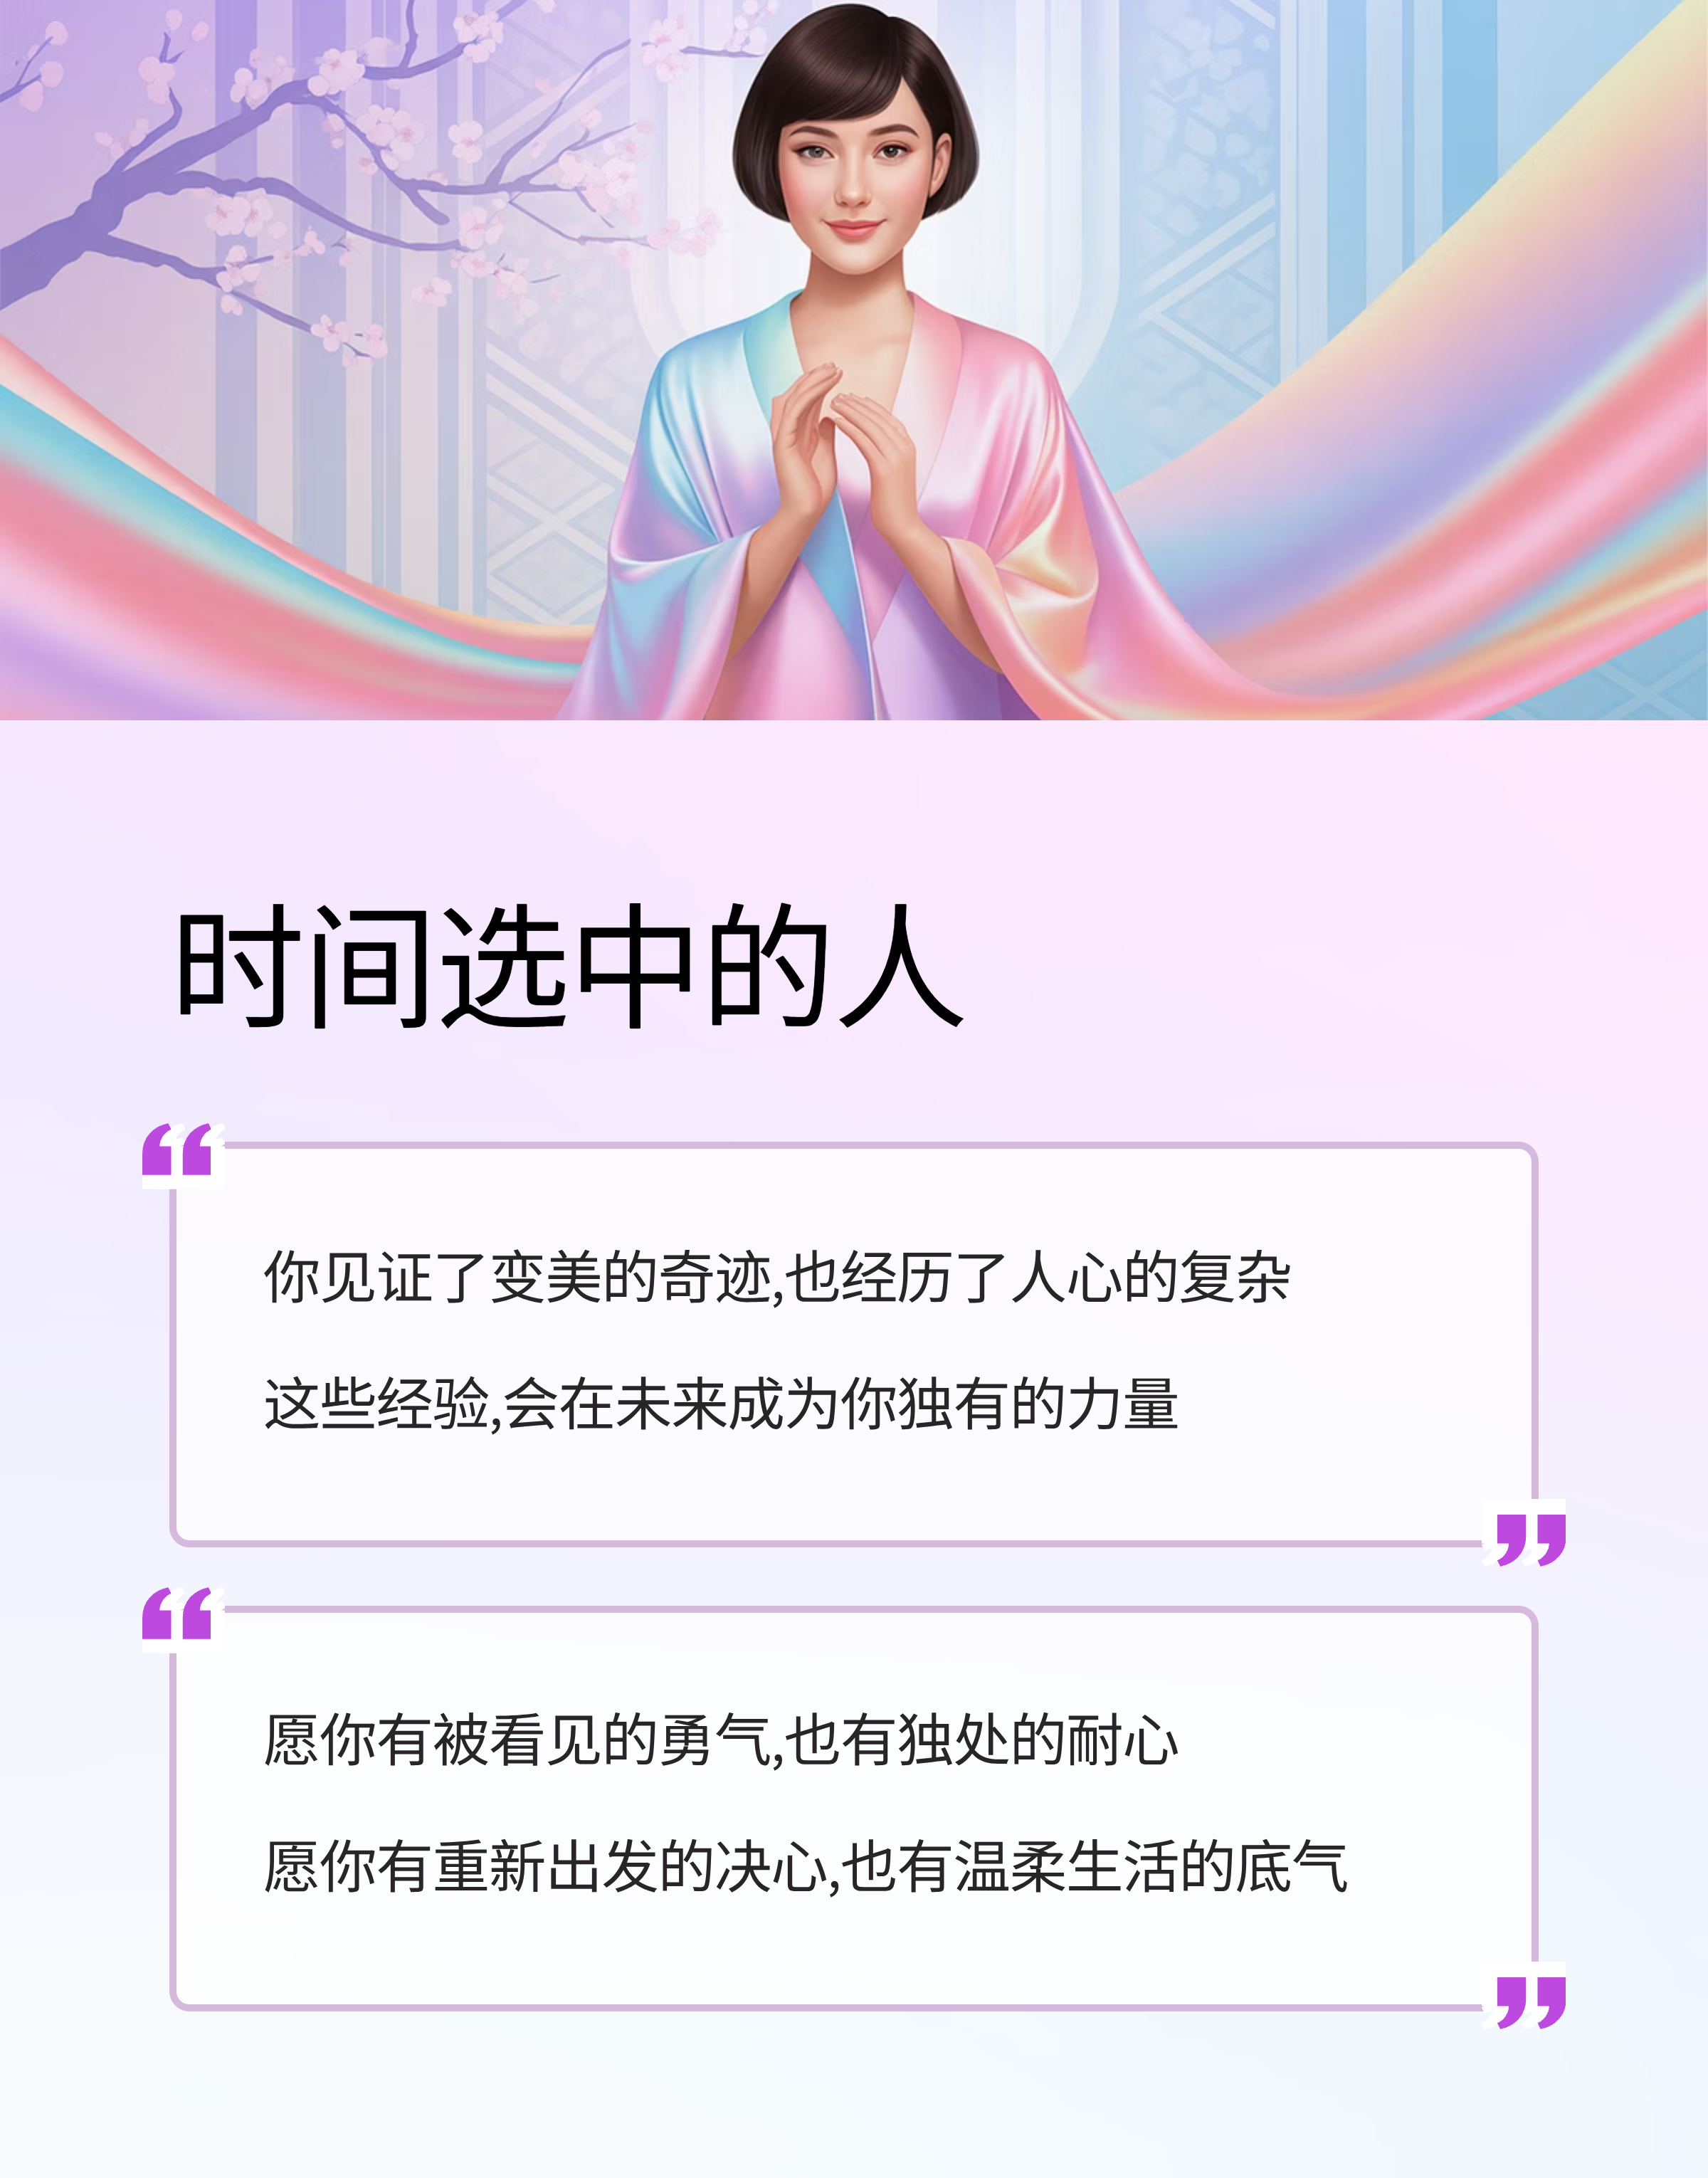 时间选中的人
你见证了变美的奇迹,也经历了人心的复杂
这些经验,会在未来成为你独有的力量
愿你有被看见的勇气,也有独处的耐心
愿你有重新出发的决心,也有温柔生活的底气